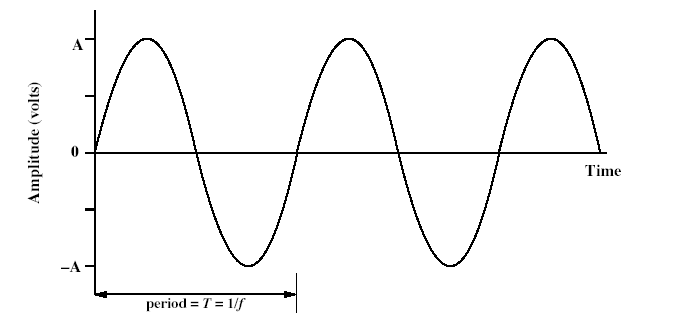 A
Amplitude (volts)
0
Time
–A
period = T = 1/f